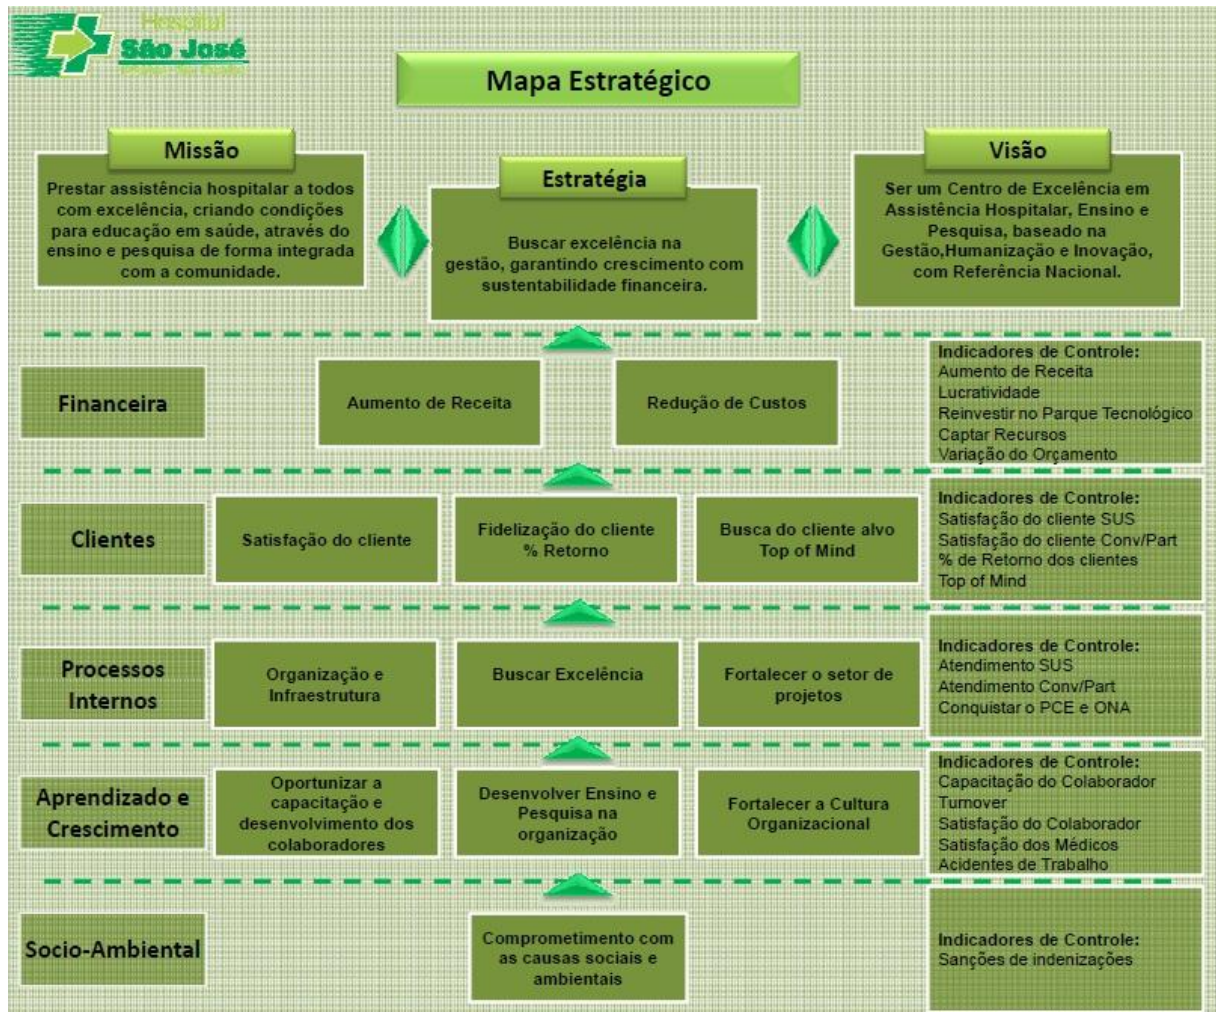 Hospital
São José
Mapa Estratégico
Missão
Prestar assistência hospitalar a todos
com excelência, criando condições
para educação em saúde, através do
ensino e pesquisa de forma integrada
com a comunidade.
Estratégia
Buscar excelência na
gestão, garantindo crescimento com
sustentabilidade financeira.
Visão
Ser um Centro de Excelência em
Assistência Hospitalar, Ensino e
Pesquisa, baseado na
Gestão,Humanização e Inovação,
com Referência Nacional.
Financeira
Aumento de Receita
Redução de Custos
Indicadores de Controle:
Aumento de Receita
Lucratividade
Reinvestir no Parque Tecnológico
Captar Recursos
Variação do Orçamento
Clientes
Satisfação do cliente
Fidelização do cliente
% Retorno
Busca do cliente alvo
Top of Mind
Indicadores de Controle:
Satisfação do cliente SUS
Satisfação do cliente Conv/Part
% de Retorno dos clientes
Top of Mind
Processos
Internos
Organização e
Infraestrutura
Buscar Excelência
Fortalecer o setor de
projetos
Indicadores de Controle:
Atendimento SUS
Atendimento Conv/Part
Conquistar o PCE e ONA
Aprendizado e
Crescimento
Oportunizar a
capacitação e
desenvolvimento dos
colaboradores
Desenvolver Ensino e
Pesquisa na
organização
Fortalecer a Cultura
Organizacional
Indicadores de Controle:
Capacitação do Colaborador
Turnover
Satisfação do Colaborador
Satisfação dos Médicos
Acidentes de Trabalho
Socio-Ambiental
Comprometimento com
as causas sociais e
ambientais
Indicadores de Controle:
Sanções de indenizações